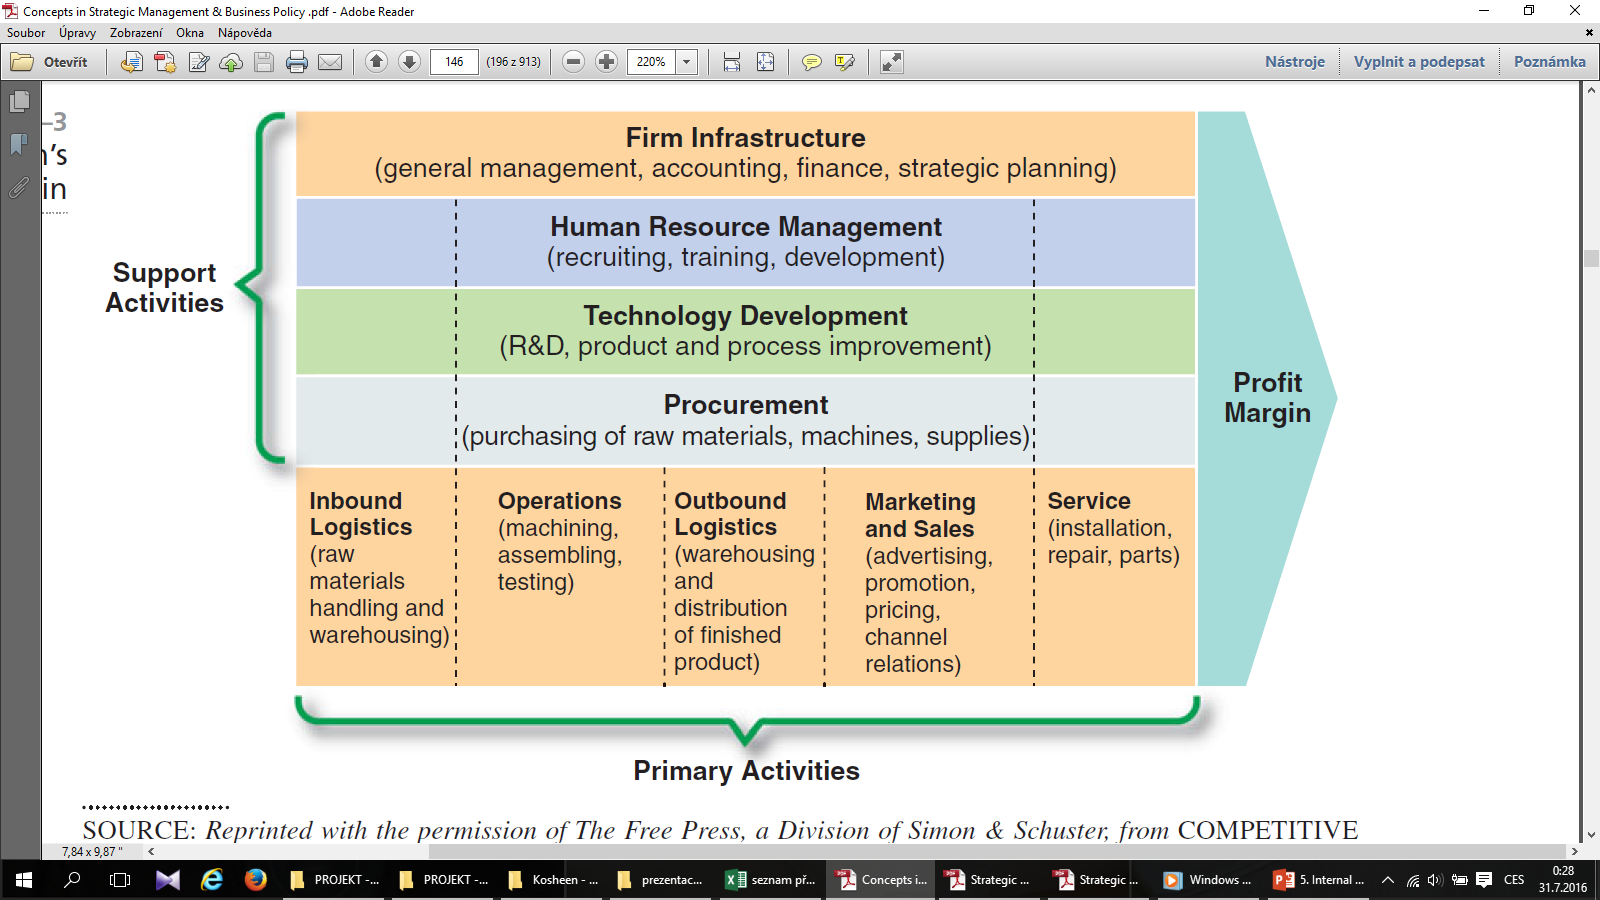 Concepts in Strategic Management & Business Policy .pdf - Adobe Reader
Soubor Úpravy Zobrazení Okna Nápověda
Otevřít 146 (196 z 913) 220% Nástroje Vyplnit a podepsat Poznámka
–3
n's
in
Support
Activities
Firm Infrastructure
(general management, accounting, finance, strategic planning)
Human Resource Management
(recruiting, training, development)
Technology Development
(R&D, product and process improvement)
Procurement
(purchasing of raw materials, machines, supplies)
Profit
Margin
Inbound
Logistics
(raw
materials
handling and
warehousing)
Operations
(machining,
assembling,
testing)
Outbound
Logistics
(warehousing
and
distribution
of finished
product)
Marketing
and Sales
(advertising,
promotion,
pricing,
channel
relations)
Service
(installation,
repair, parts)
Primary Activities
SOURCE: Reprinted with the permission of The Free Press, a Division of Simon & Schuster, from COMPETITIVE
7,84 x 9,87 "
PROJEKT -... PROJEKT -... Kosheen - ... prezentac... seznam př... Concepts i... Strategic ... Strategic ... Windows ... 5. Internal ... CES 0:28
31.7.2016